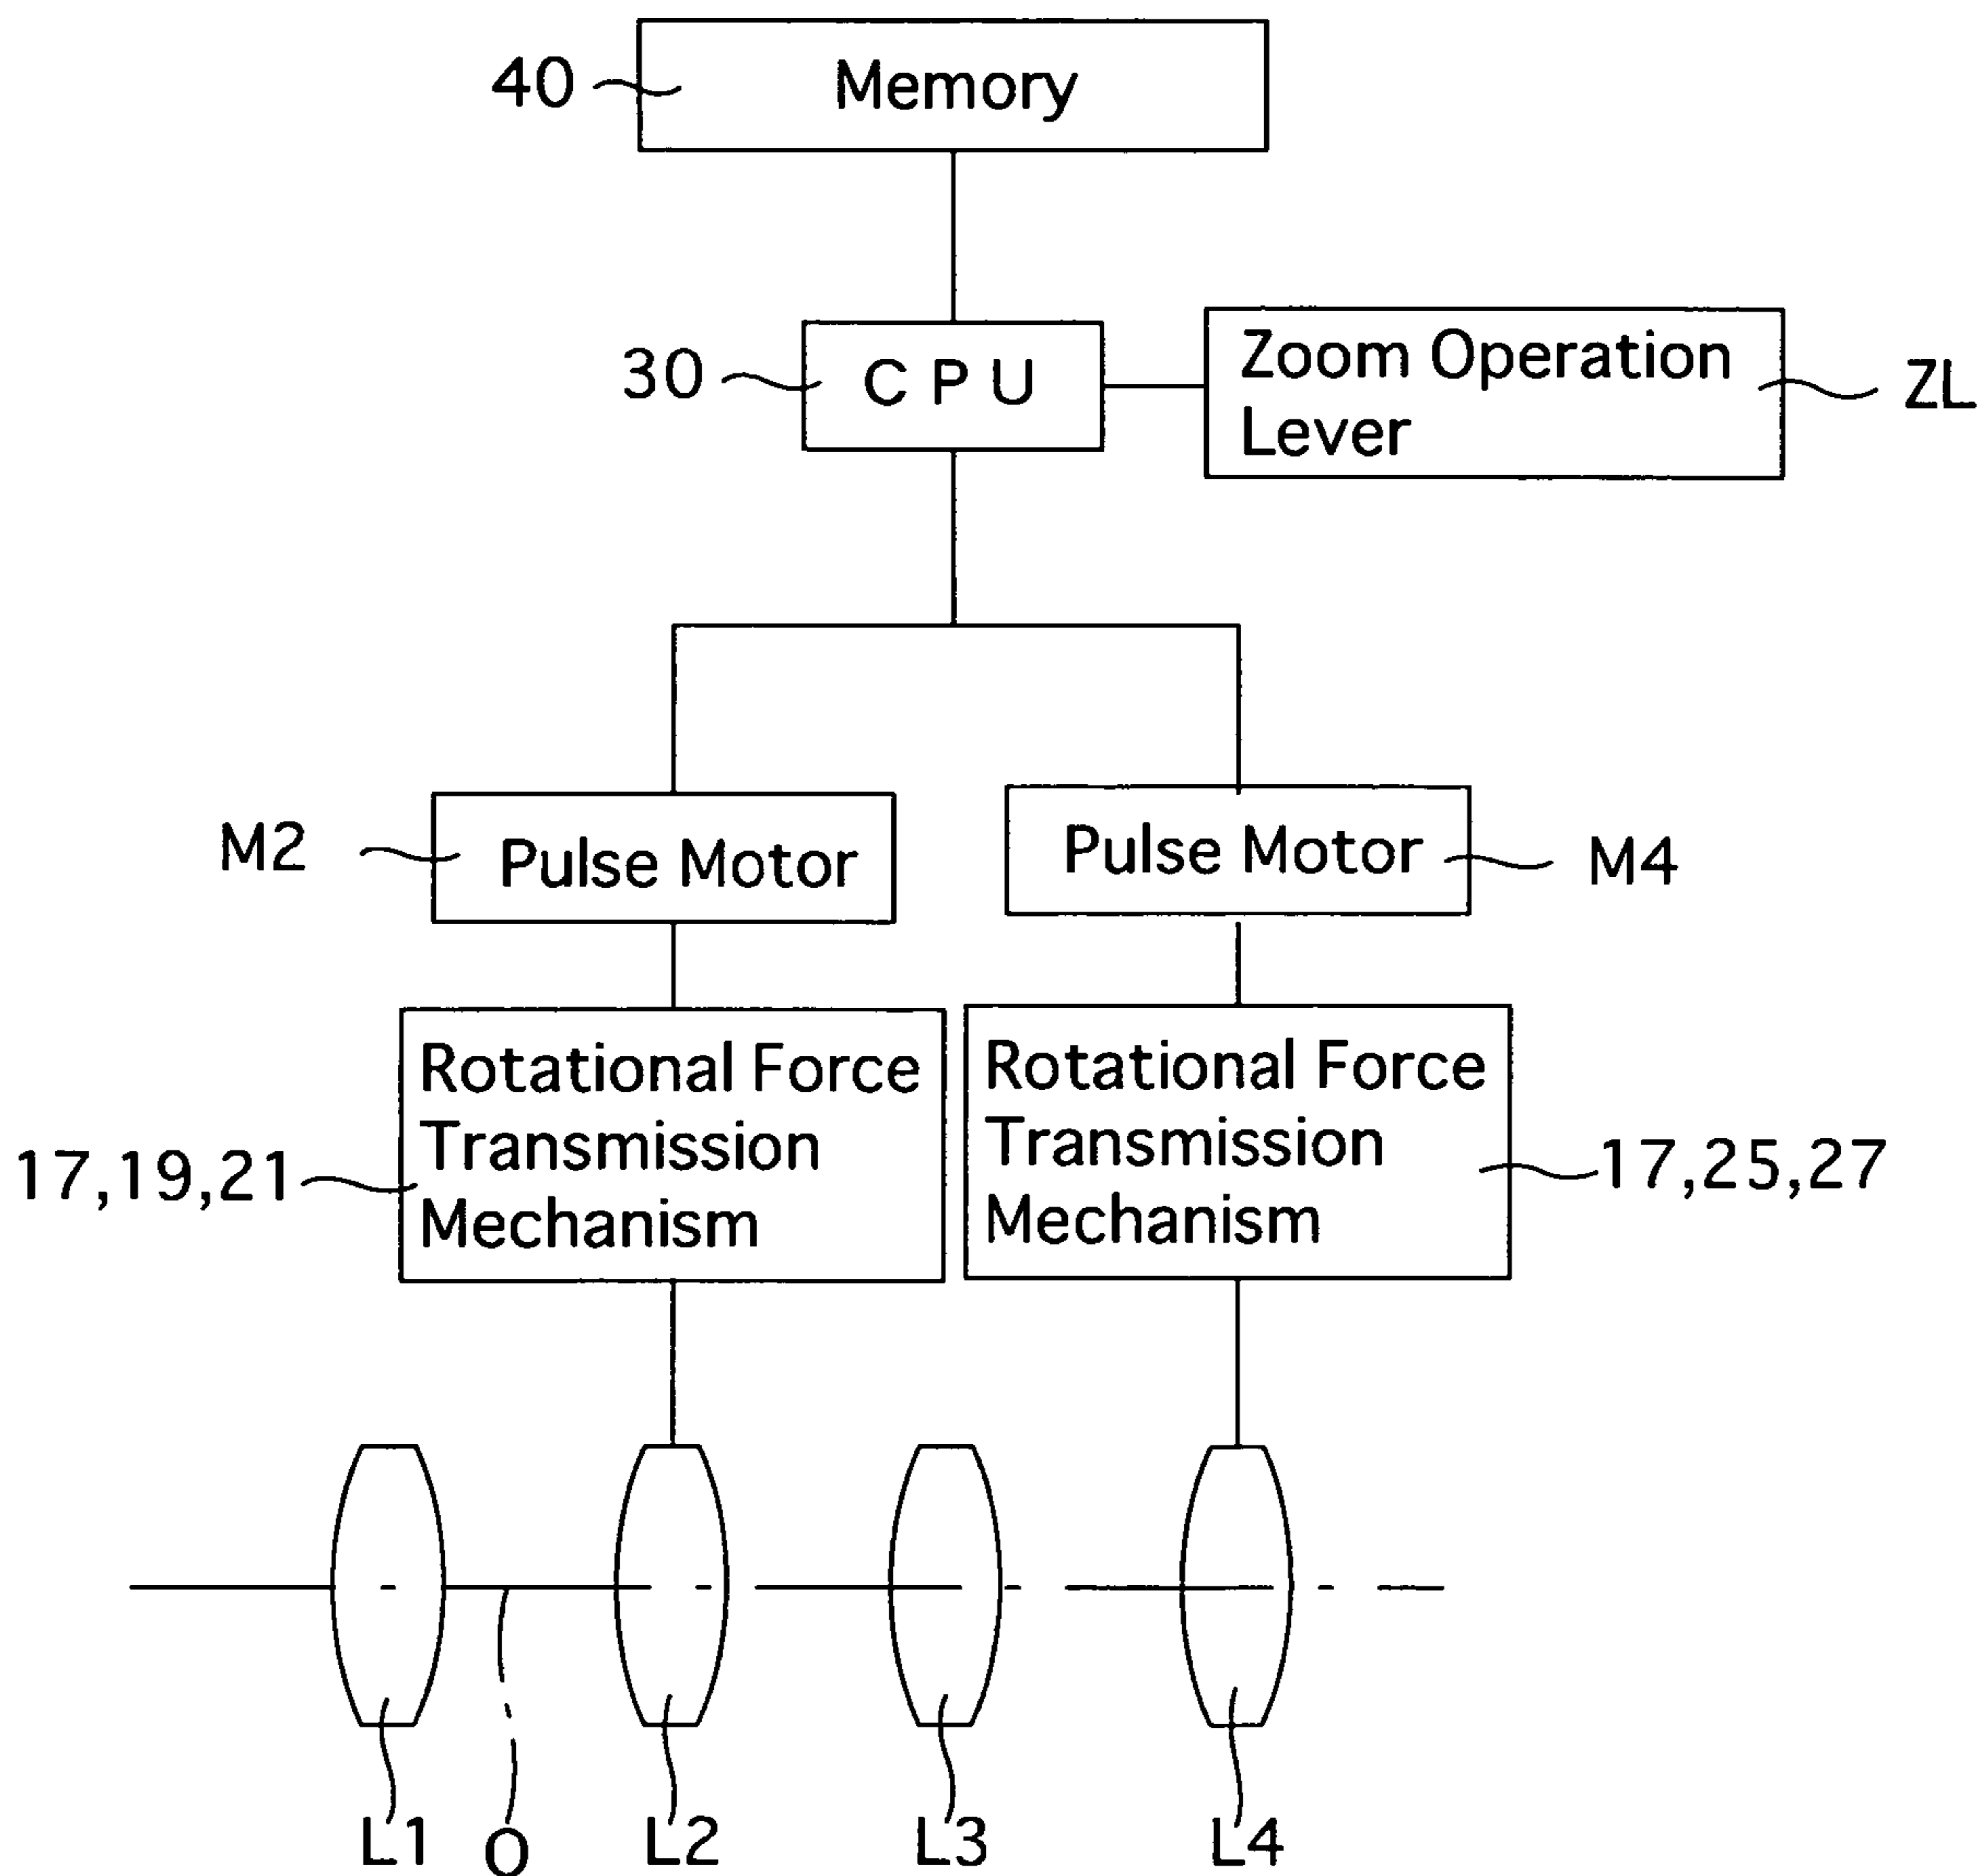 40
Memory
30
C P U
Zoom Operation
Lever
ZL
M2
Pulse Motor
Pulse Motor
M4
17,19,21
Rotational Force
Transmission
Mechanism
Rotational Force
Transmission
Mechanism
17,25,27
L1
O
L2
L3
L4